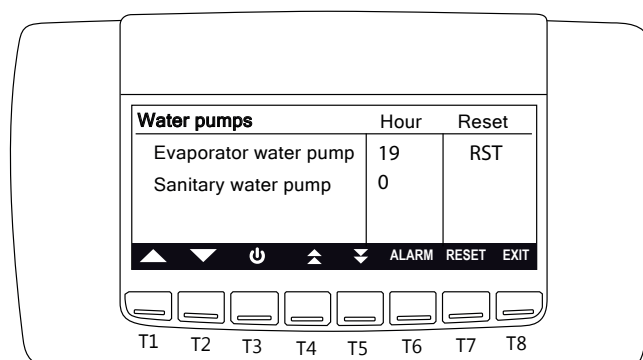 Water pumps Hour Reset
Evaporator water pump 19 RST
Sanitary water pump 0
ALARM RESET EXIT
T1 T2 T3 T4 T5 T6 T7 T8